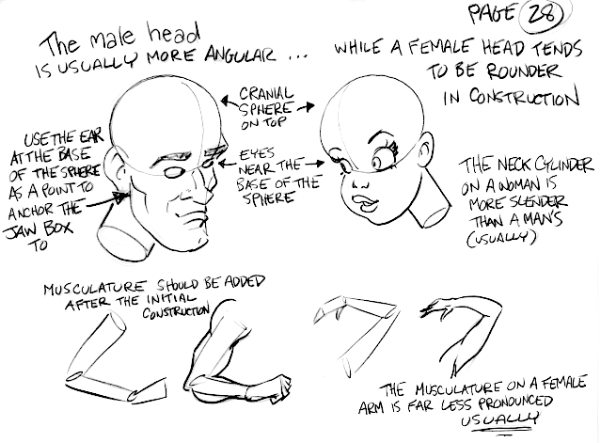 PAGE 28
The male head
IS USUALLY MORE ANGULAR ...
WHILE A FEMALE HEAD TENDS
TO BE ROUNDER
IN CONSTRUCTION
CRANIAL
SPHERE
ON TOP
USE THE EAR
AT THE BASE
OF THE SPHERE
AS A POINT TO
ANCHOR THE
JAW BOX
TO
EYES
NEAR THE
BASE OF THE
SPHERE
THE NECK CYLINDER
ON A WOMAN IS
MORE SLENDER
THAN A MAN'S
(USUALLY)
MUSCULATURE SHOULD BE ADDED
AFTER THE INITIAL
CONSTRUCTION
THE MUSCULATURE ON A FEMALE
ARM IS FAR LESS PRONOUNCED
USUALLY